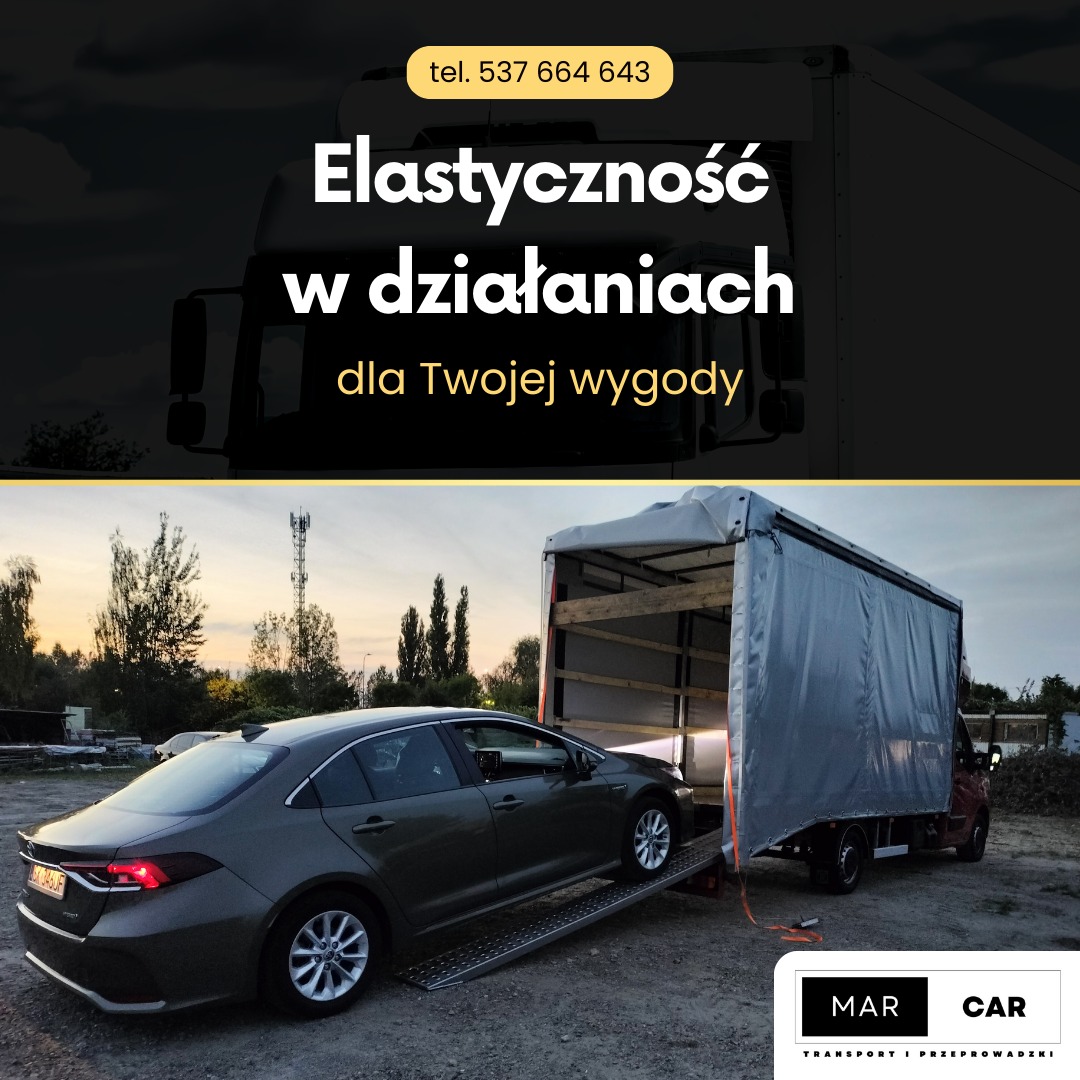 tel. 537 664 643
Elastyczność
w działaniach
dla Twojej wygody
MAR CAR
TRANSPORT I PRZEPROWADZKI